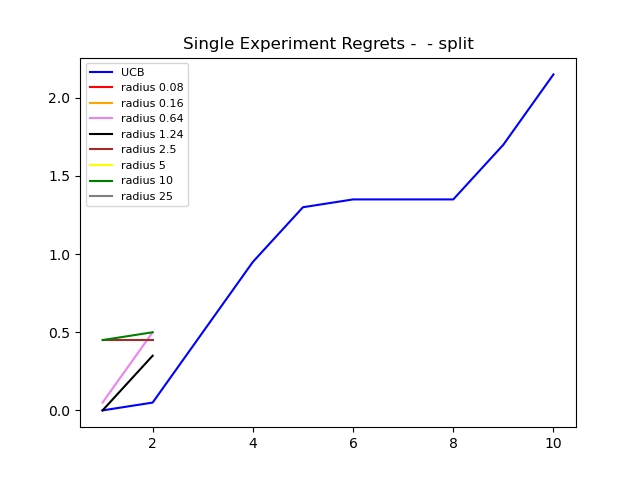 Single Experiment Regrets -  - split
UCB
radius 0.08
radius 0.16
radius 0.64
radius 1.24
radius 2.5
radius 5
radius 10
radius 25
2.0
1.5
1.0
0.5
0.0
2 4 6 8 10